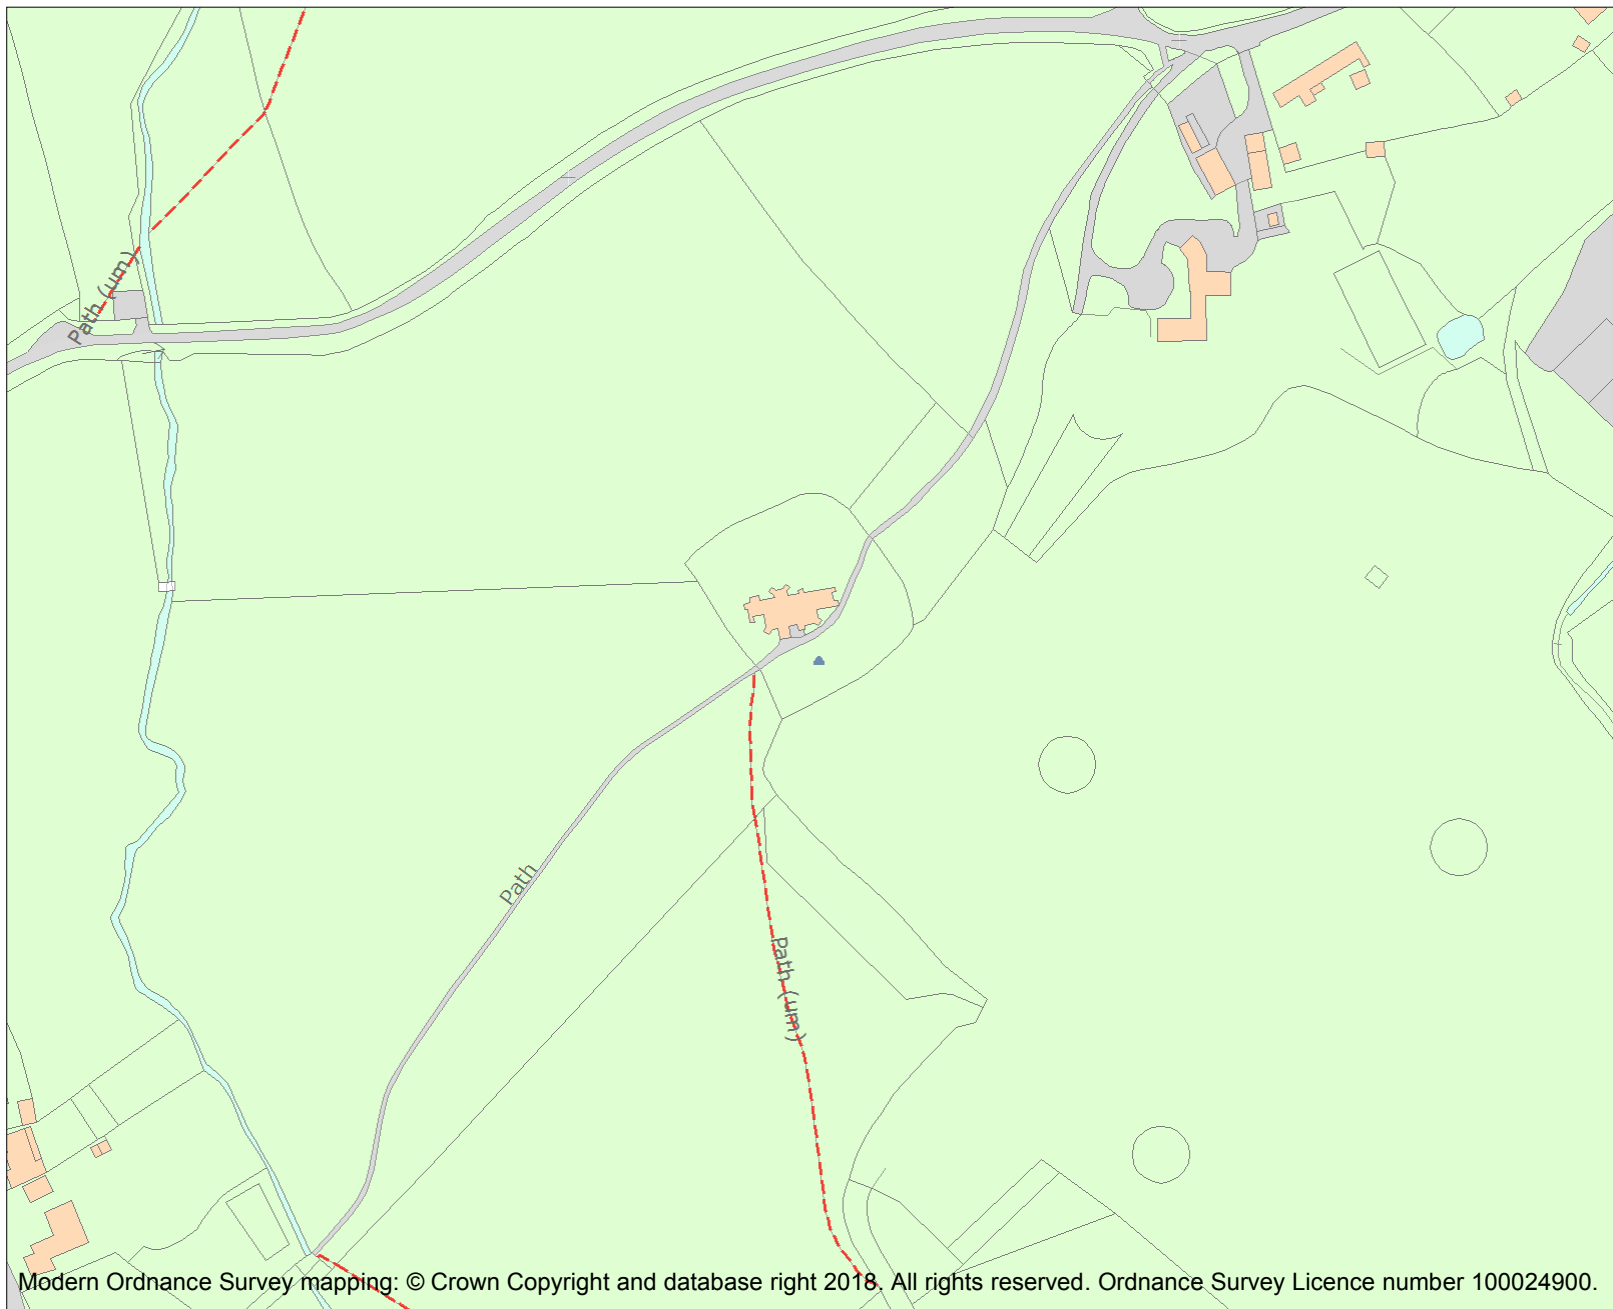 Path (um)
Path
Path (um)
Modern Ordnance Survey mapping: © Crown Copyright and database right 2018. All rights reserved. Ordnance Survey Licence number 100024900.